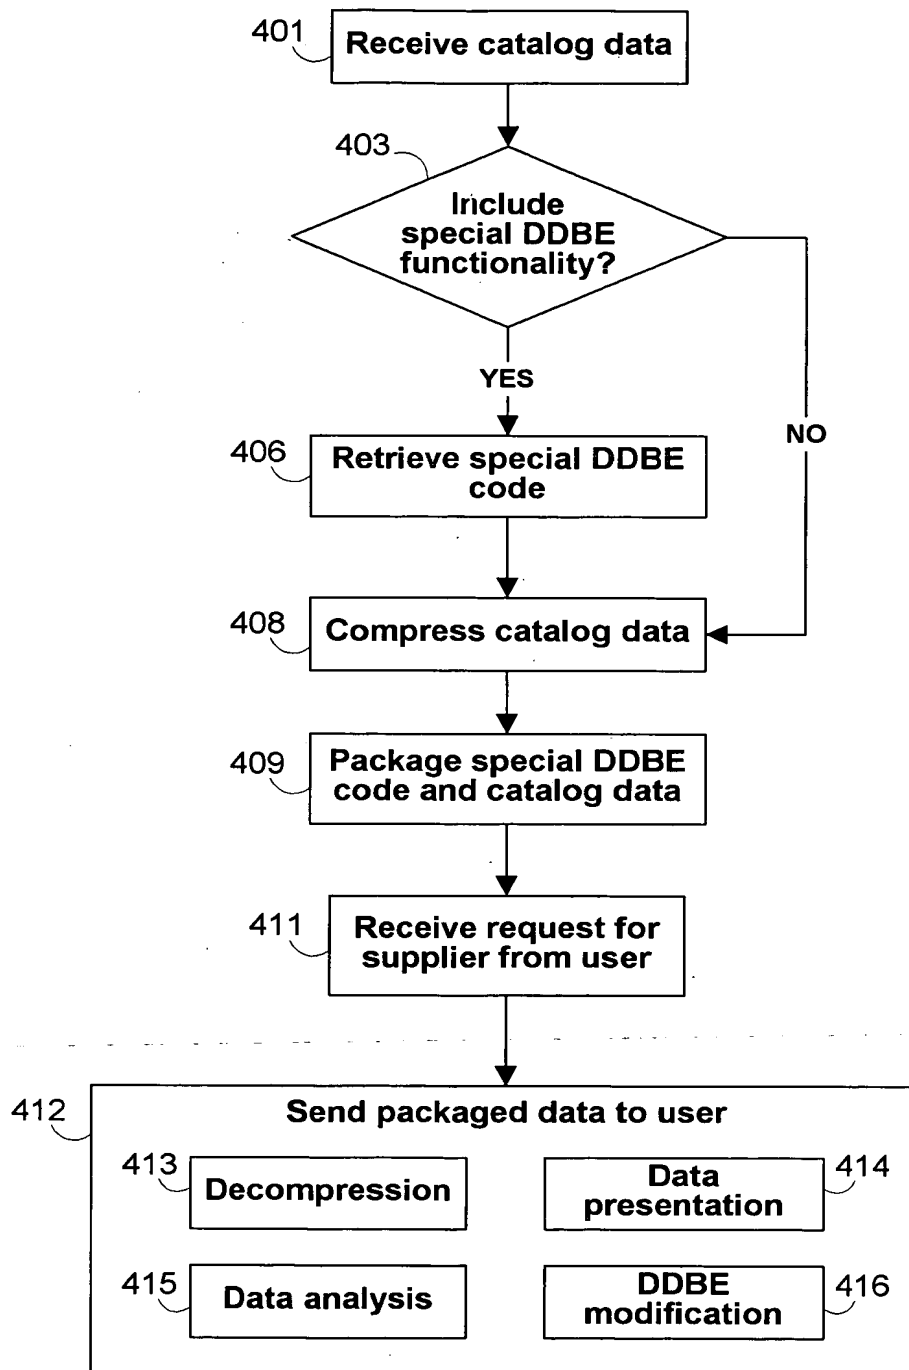 401
Receive catalog data
403
Include
special DDBE
functionality?
YES
NO
406
Retrieve special DDBE
code
408
Compress catalog data
409
Package special DDBE
code and catalog data
411
Receive request for
supplier from user
412
Send packaged data to user
413
Decompression
Data
presentation
414
415
Data analysis
DDBE
modification
416